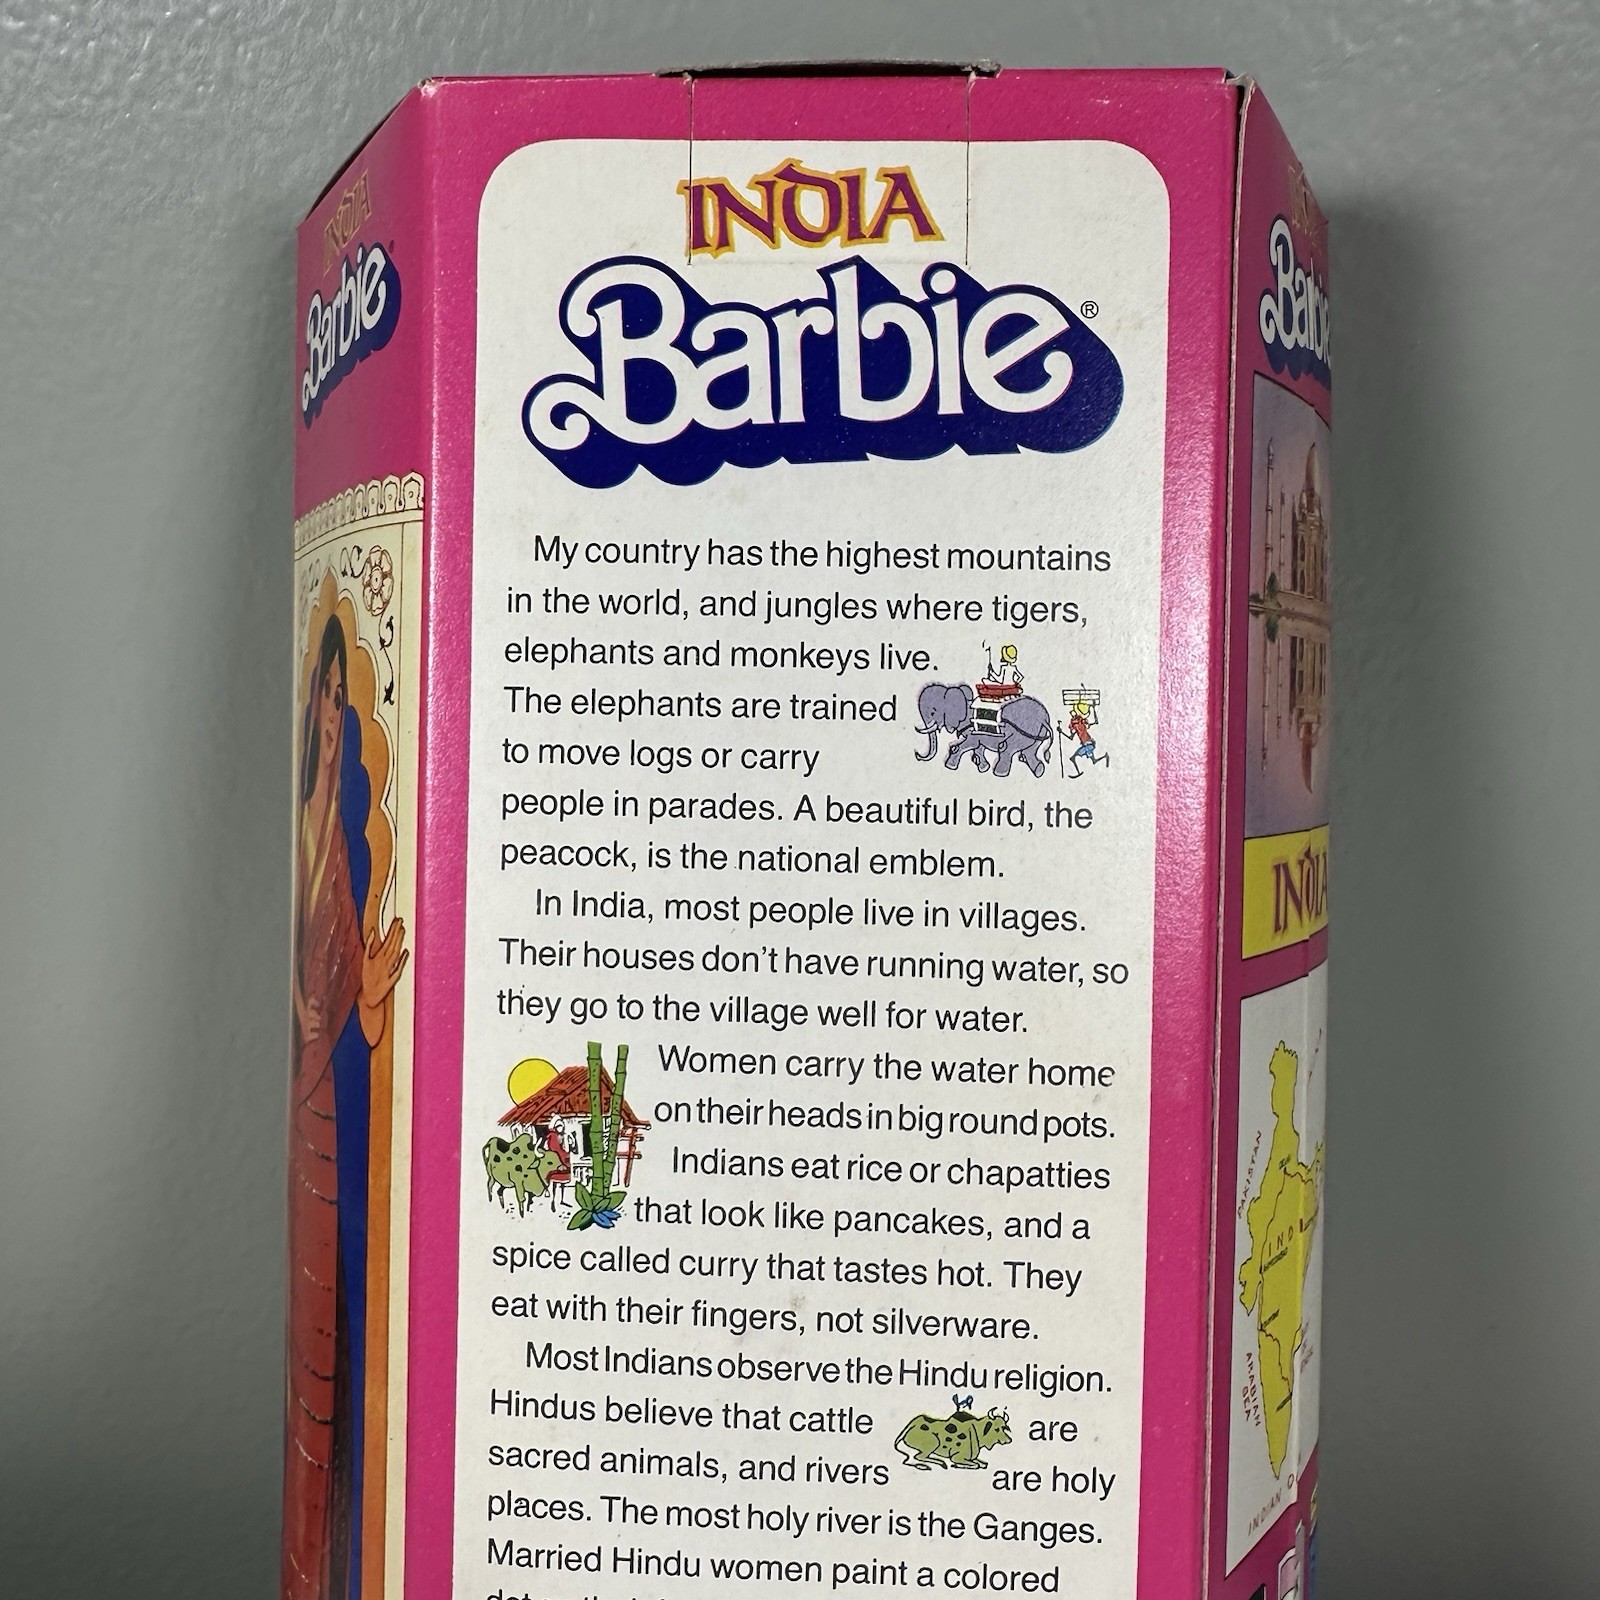 INDIA
Barbie®
My country has the highest mountains
in the world, and jungles where tigers,
elephants and monkeys live.
The elephants are trained
to move logs or carry
people in parades. A beautiful bird, the
peacock, is the national emblem.
In India, most people live in villages.
Their houses don't have running water, so
they go to the village well for water.
Women carry the water home
on their heads in big round pots.
Indians eat rice or chapatties
that look like pancakes, and a
spice called curry that tastes hot. They
eat with their fingers, not silverware.
Most Indians observe the Hindu religion.
Hindus believe that cattle are
sacred animals, and rivers are holy
places. The most holy river is the Ganges.
Married Hindu women paint a colored
INDIA
Barbie
Barbie
INDIA
PAKISTAN
ARABIAN
SEA
INDIAN